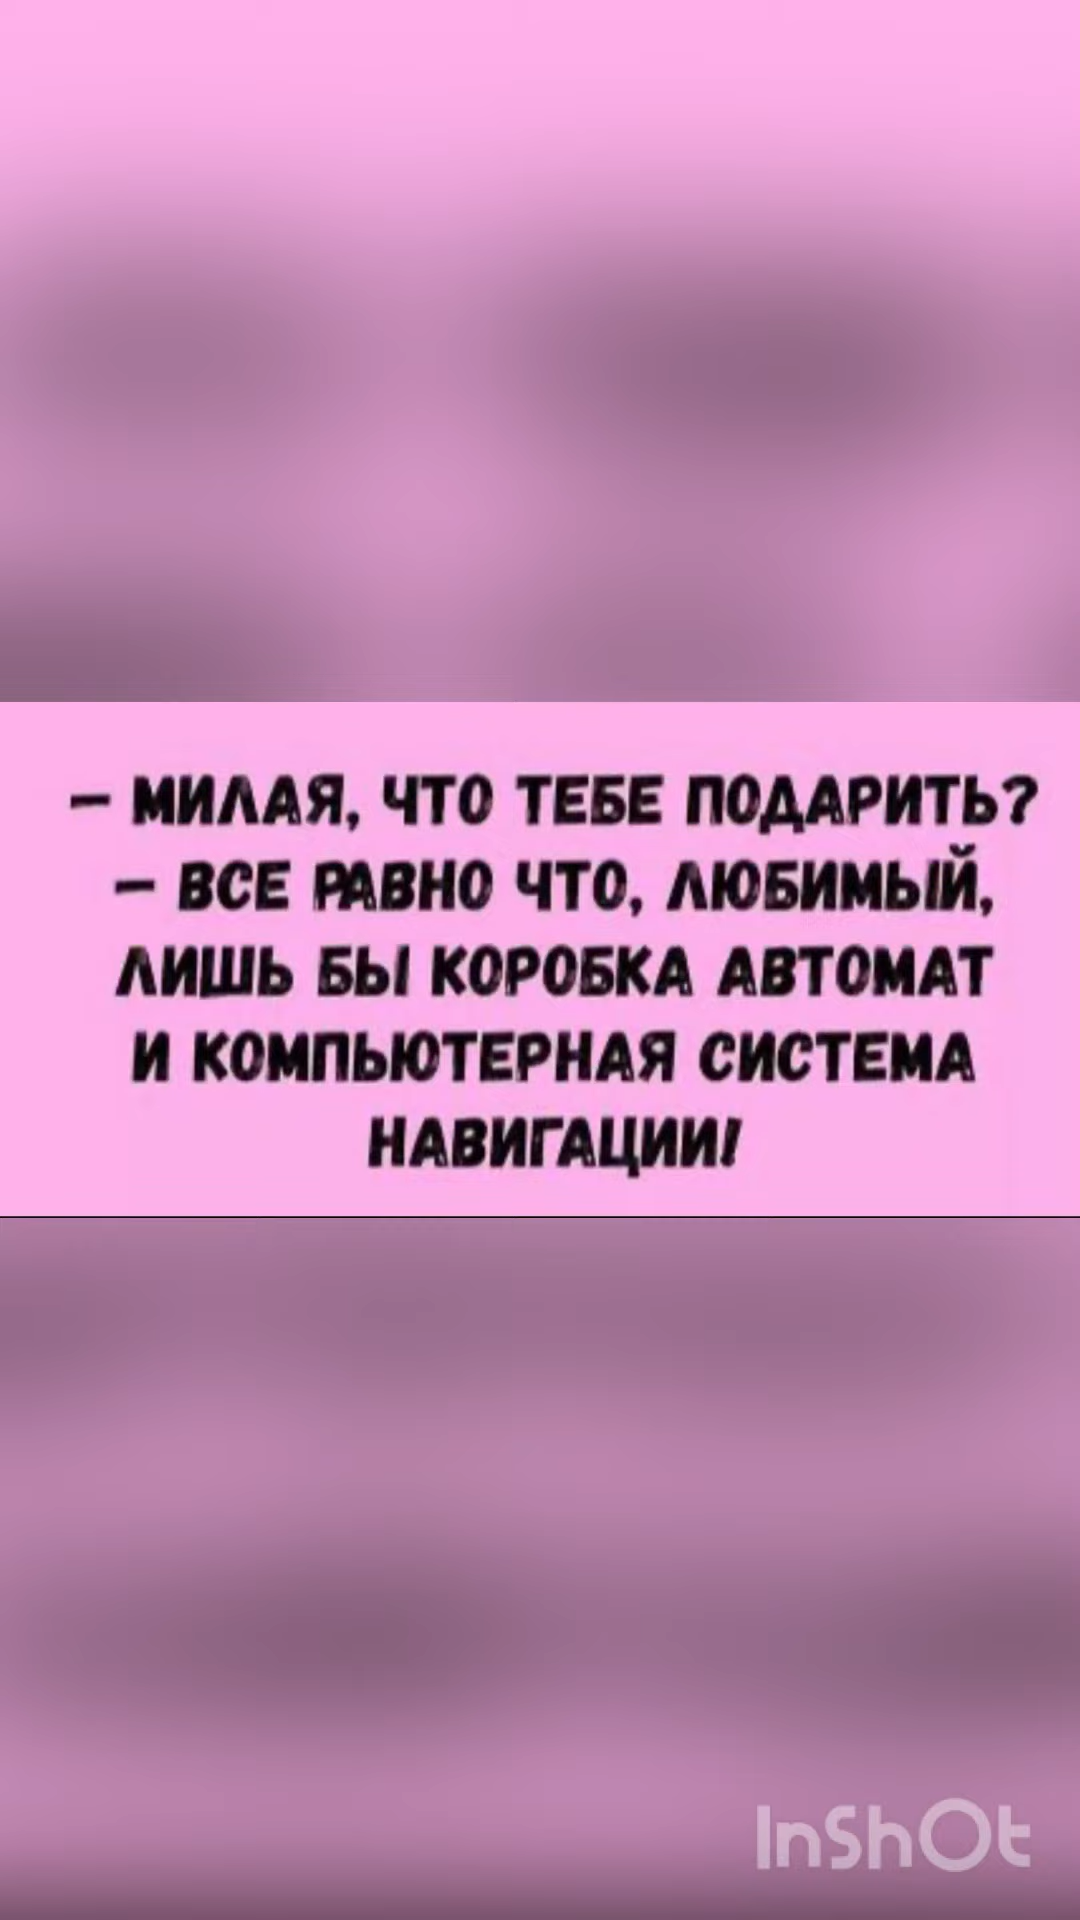 – МИЛАЯ, ЧТО ТЕБЕ ПОДАРИТЬ?
– ВСЕ РАВНО ЧТО, ЛЮБИМЫЙ,
ЛИШЬ БЫ КОРОБКА АВТОМАТ
И КОМПЬЮТЕРНАЯ СИСТЕМА
НАВИГАЦИИ!
InShOt